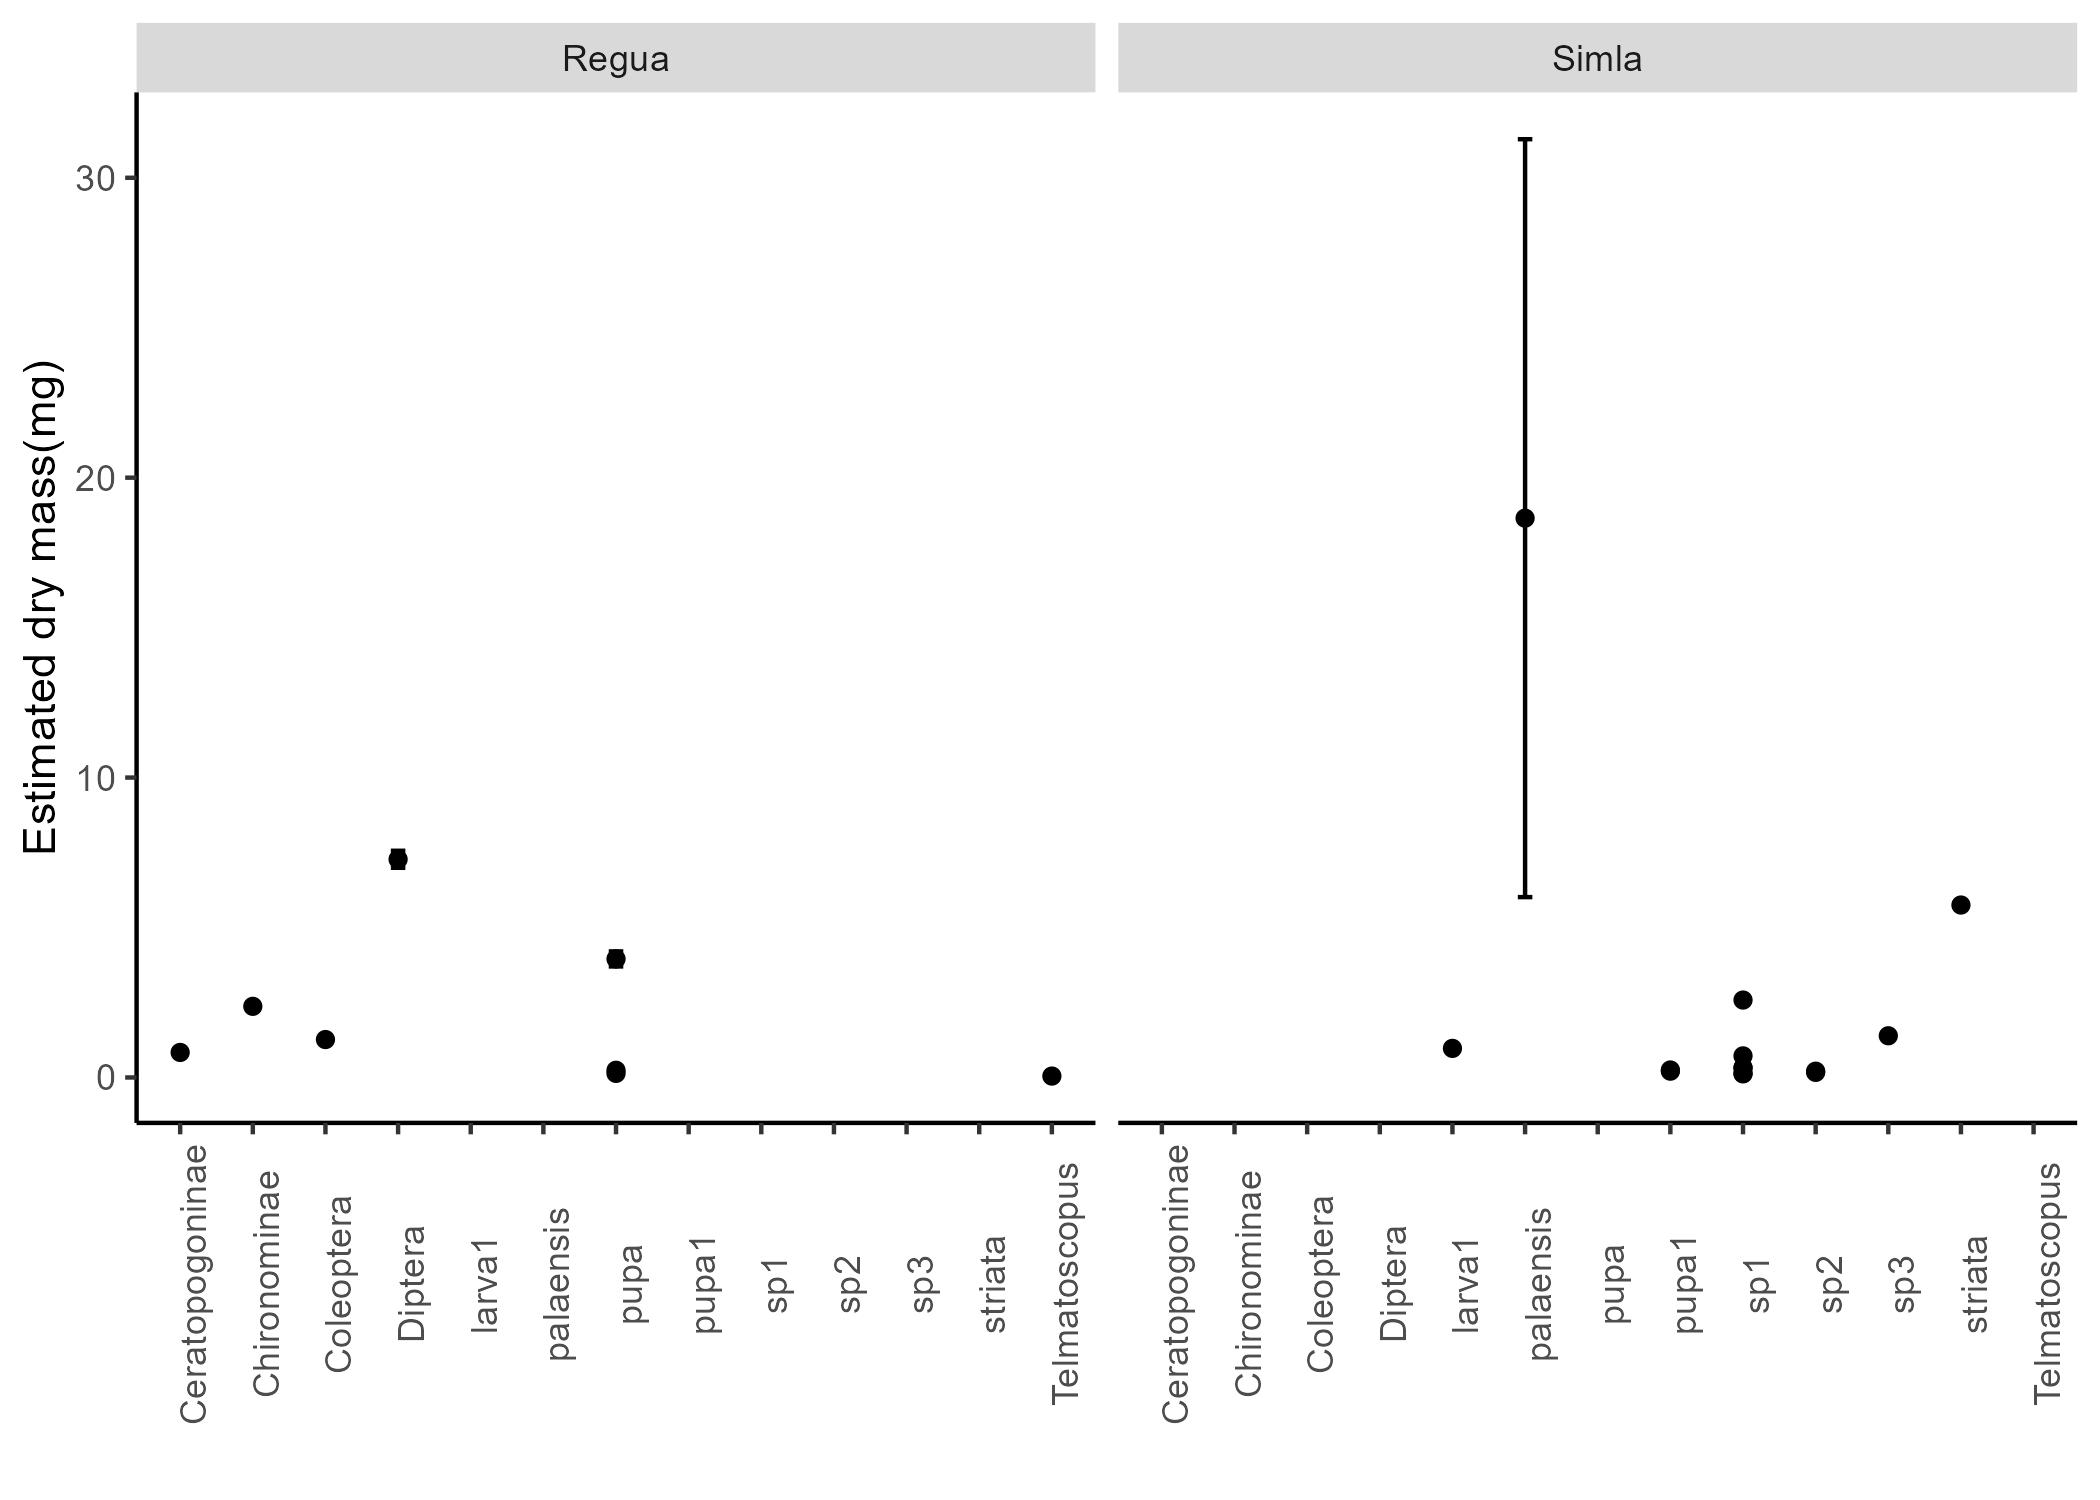 Regua
Simla
Estimated dry mass(mg)
30
20
10
0
Ceratopogoninae
Chironominae
Coleoptera
Diptera
larva1
palaensis
pupa
pupa1
sp1
sp2
sp3
striata
Telmatoscopus
Ceratopogoninae
Chironominae
Coleoptera
Diptera
larva1
palaensis
pupa
pupa1
sp1
sp2
sp3
striata
Telmatoscopus